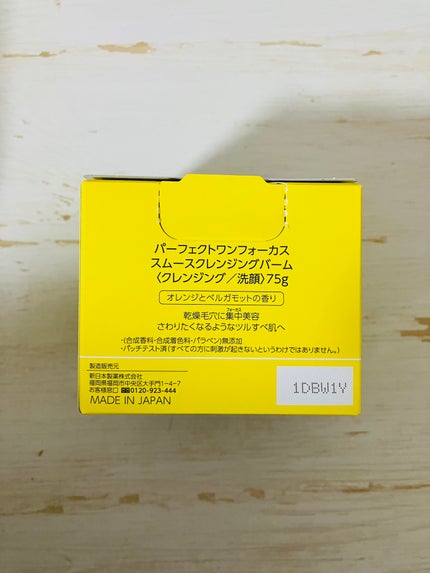 パーフェクトワンフォーカス
スムースクレンジングバーム
〈クレンジング／洗顔〉75g
オレンジとベルガモットの香り
フォーカス
乾燥毛穴に集中美容
さわりたくなるようなツルすべ肌へ
・(合成香料・合成着色料・パラベン)無添加
・パッチテスト済(すべての方に刺激が起きないというわけではありません。)
製造販売元
新日本製薬株式会社
福岡県福岡市中央区大手門1-4-7
お客様窓口 0120-923-444
MADE IN JAPAN
1DBW1Y